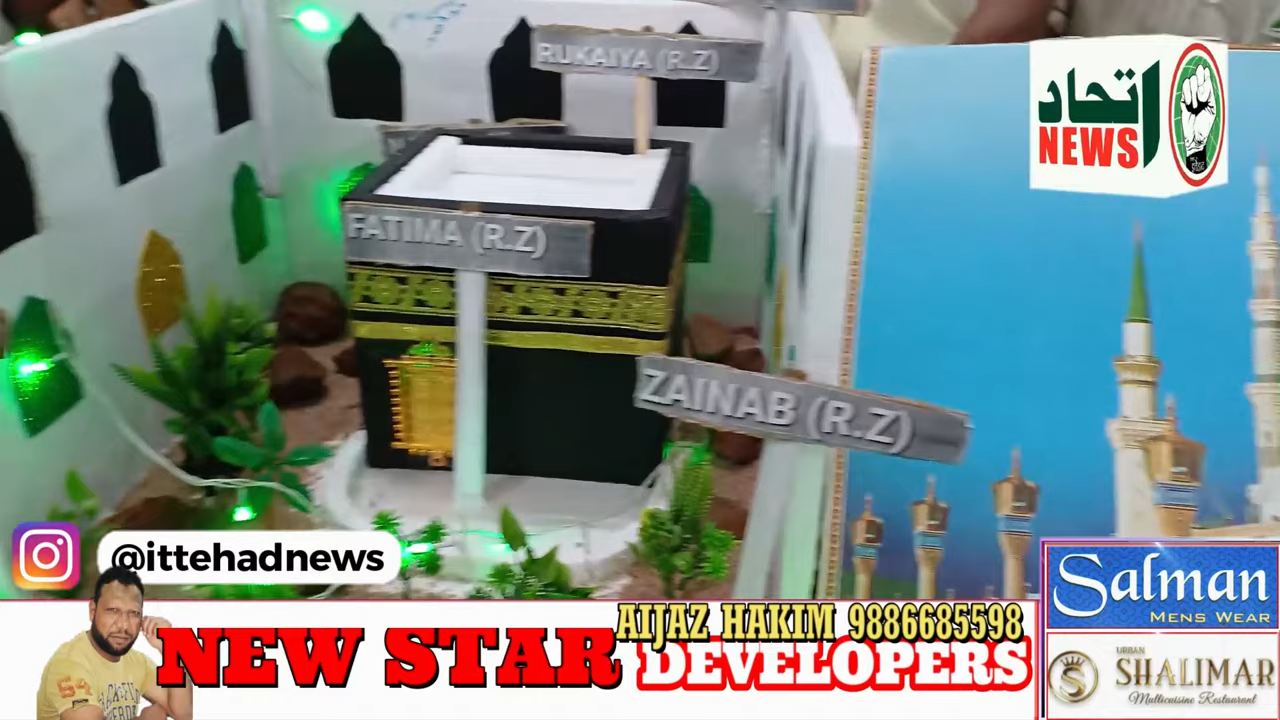 RUKAIYA (R.Z)
اتحاد
NEWS
FATIMA (R.Z)
ZAINAB (R.Z)
@ittehadnews
AIJAZ HAKIM 9886685598
NEW STAR DEVELOPERS
Salman
MENS WEAR
URBAN
SHALIMAR
Multicuisine Restaurant